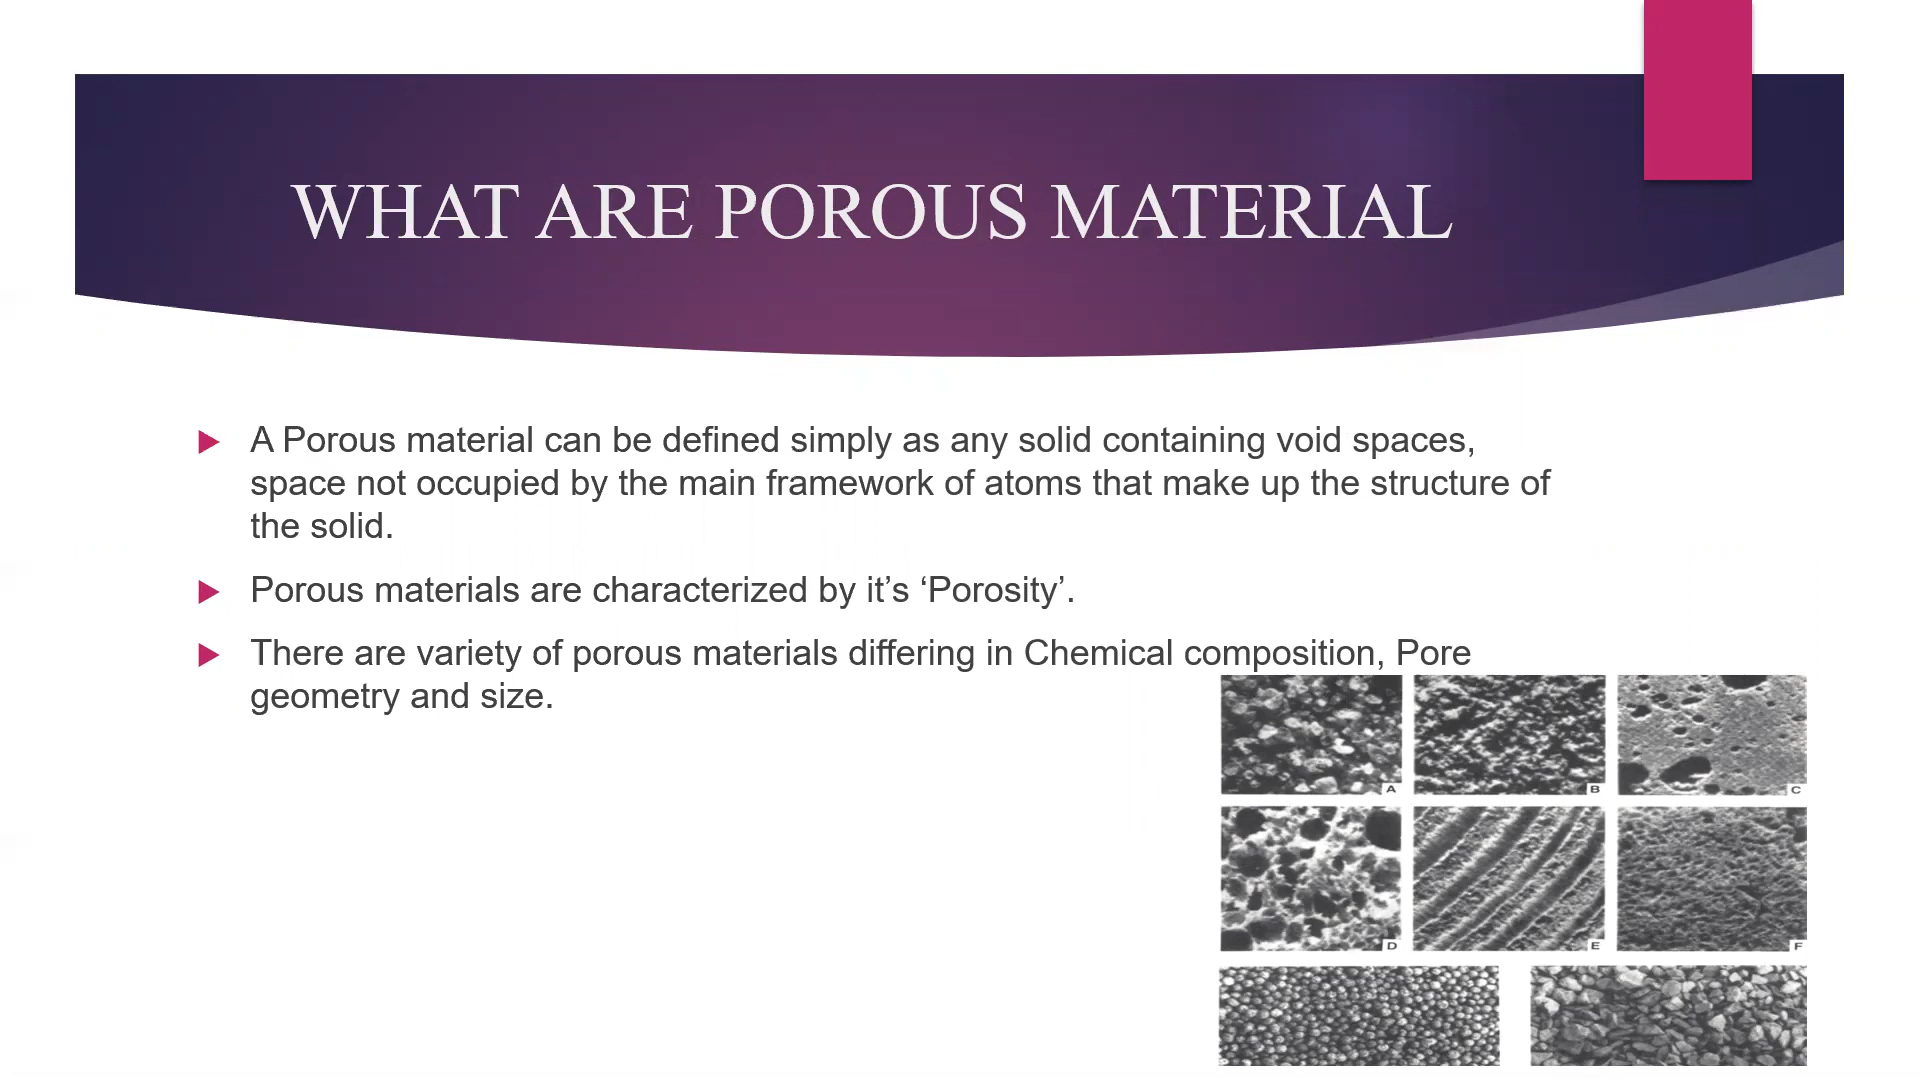 WHAT ARE POROUS MATERIAL
A Porous material can be defined simply as any solid containing void spaces,
space not occupied by the main framework of atoms that make up the structure of
the solid.
Porous materials are characterized by it’s ‘Porosity’.
There are variety of porous materials differing in Chemical composition, Pore
geometry and size.
A
B
C
D
E
F